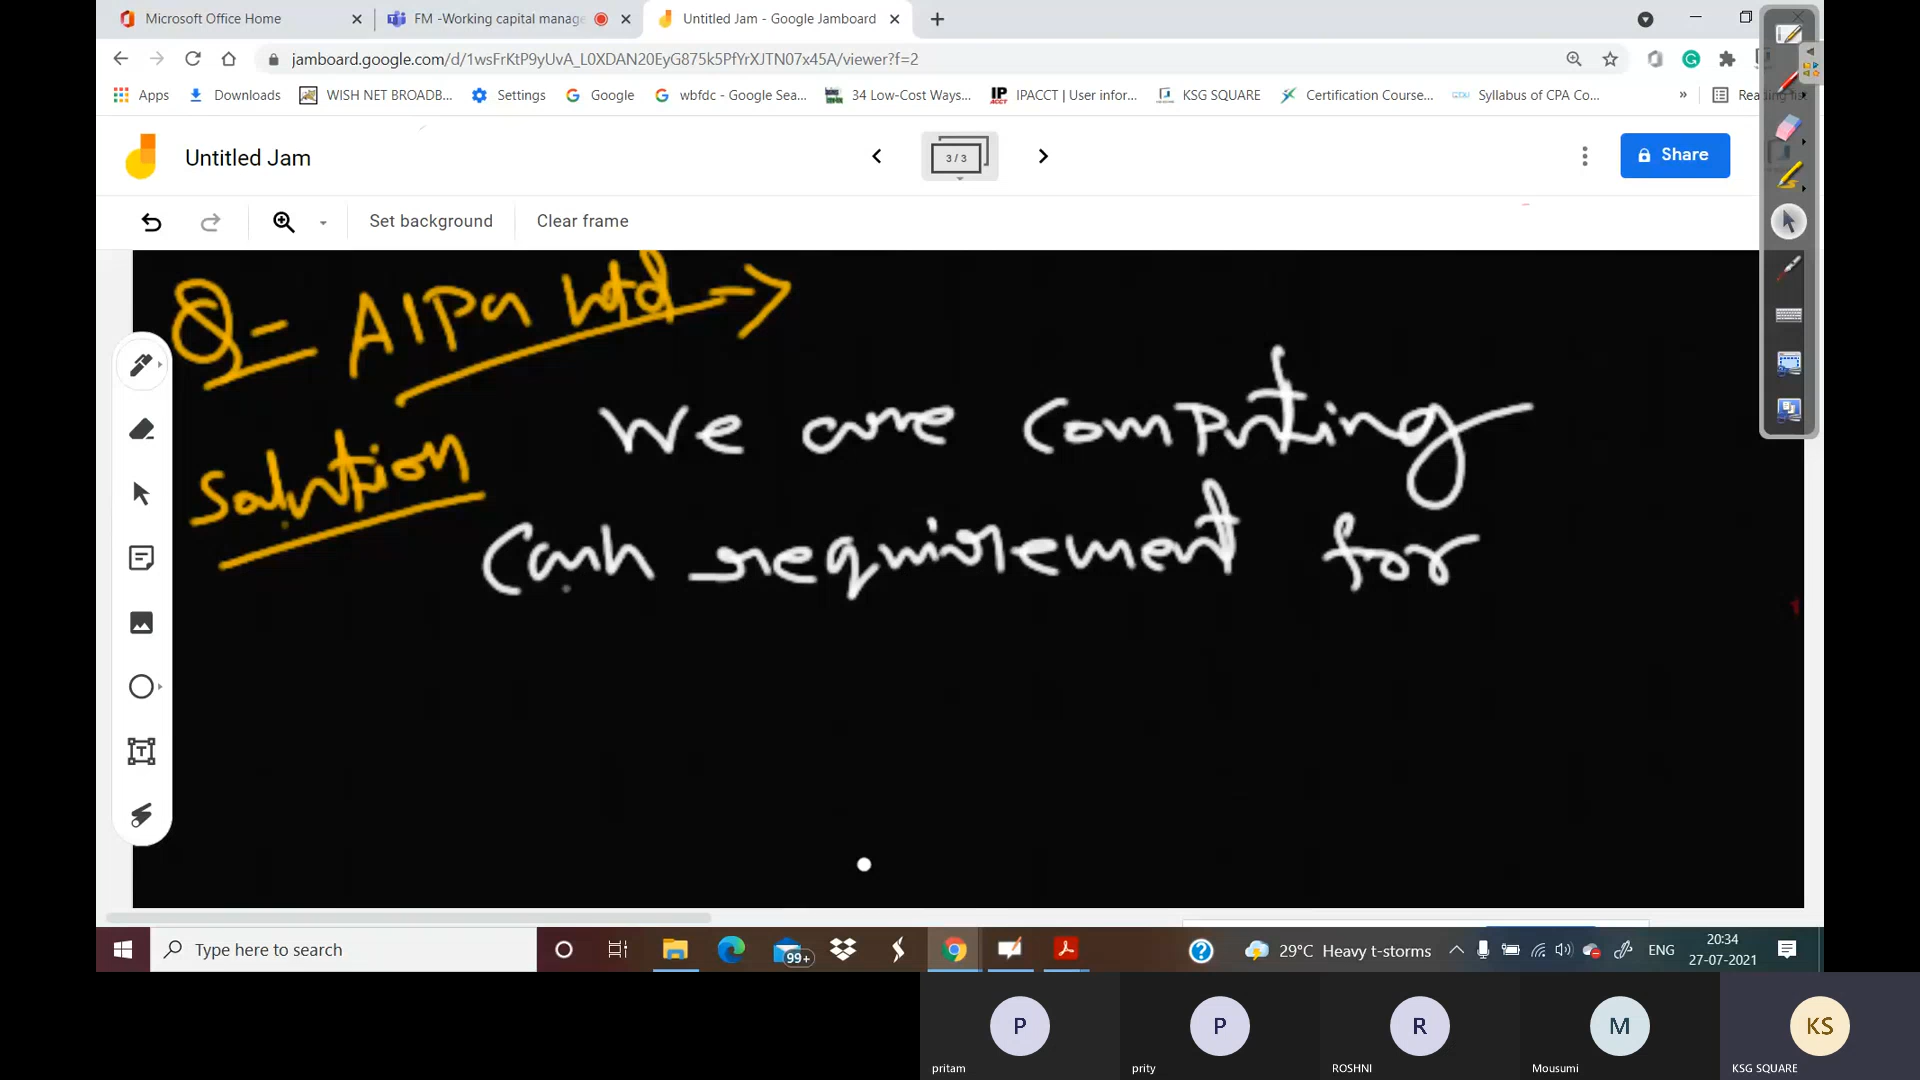 Microsoft Office Home
FM -Working capital manag
Untitled Jam - Google Jamboard
jamboard.google.com/d/1wsFrKtP9yUvA_L0XDAN20EyG875k5PfYrXJTN07x45A/viewer?f=2
Apps Downloads WISH NET BROADB... Settings Google wbfdc - Google Sea... 34 Low-Cost Ways... IPACCT | User infor... KSG SQUARE Certification Course... Syllabus of CPA Co... »
Untitled Jam
3 / 3
Share
Set background Clear frame
Q- AlPa Ltd →
We are computing
Solution
Cash requirement for
Type here to search
99+
29°C Heavy t-storms
ENG
20:34
27-07-2021
P P R M KS
pritam prity ROSHNI Mousumi KSG SQUARE